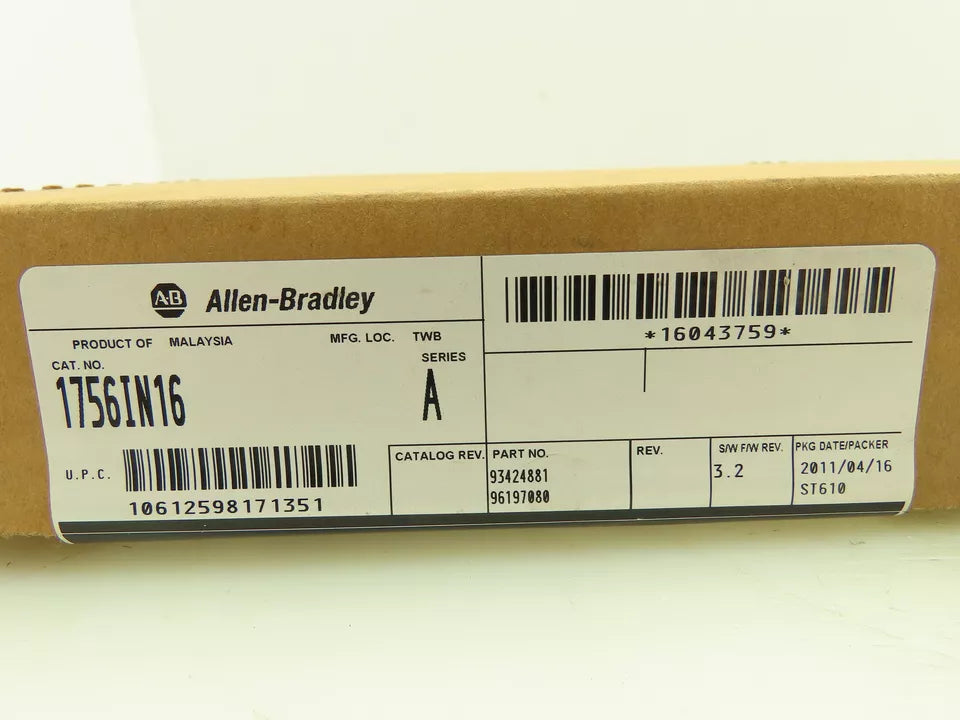 AB Allen-Bradley
PRODUCT OF MALAYSIA MFG. LOC. TWB
CAT. NO. SERIES
1756IN16 A
U.P.C.
10612598171351
*16043759*
CATALOG REV. PART NO. REV. S/W F/W REV. PKG DATE/PACKER
93424881 3.2 2011/04/16
96197080 ST610